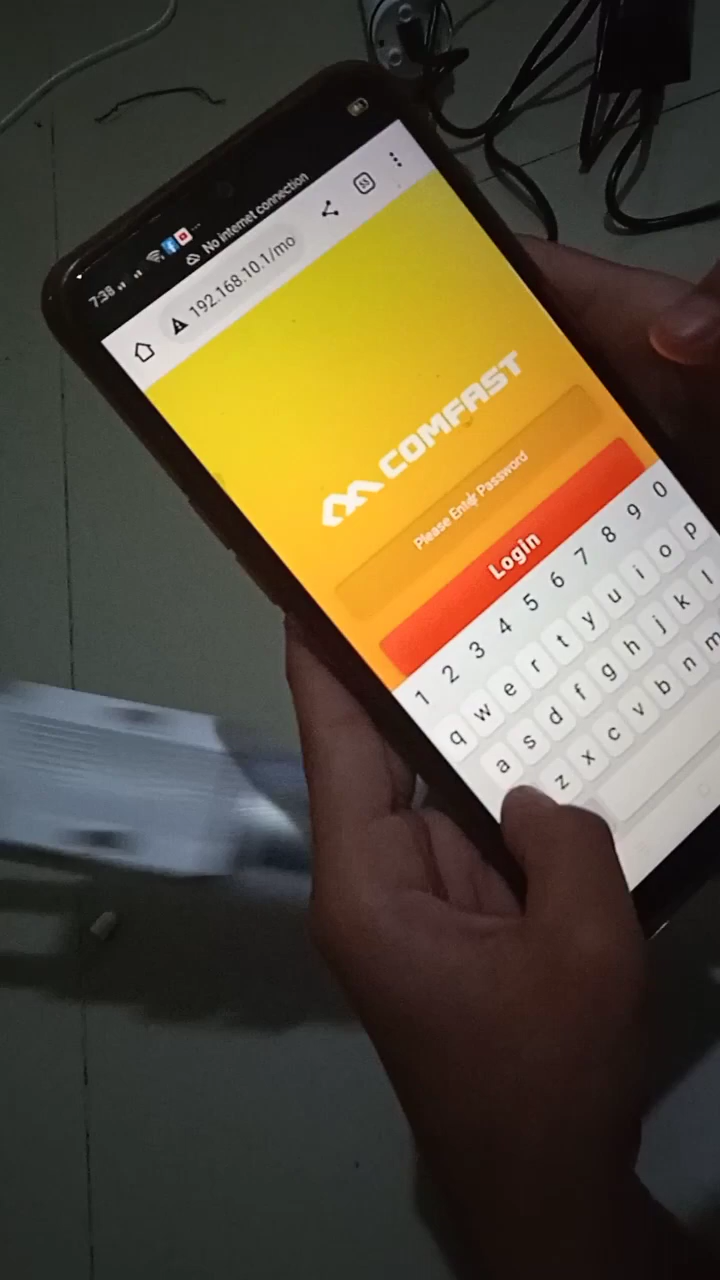 7:38
No internet connection
192.168.10.1/mo
55
COMFAST
Please Enter Password
Login
1 2 3 4 5 6 7 8 9 0
q w e r t y u i o p
a s d f g h j k l
z x c v b n m